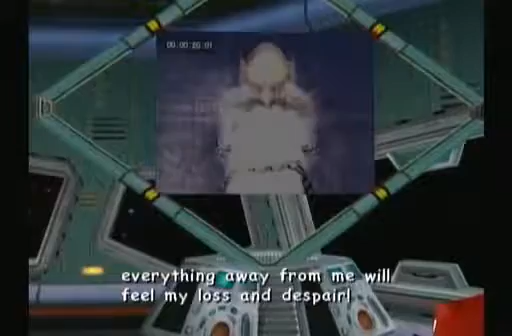 00:00:20:01
everything away from me will
feel my loss and despair!